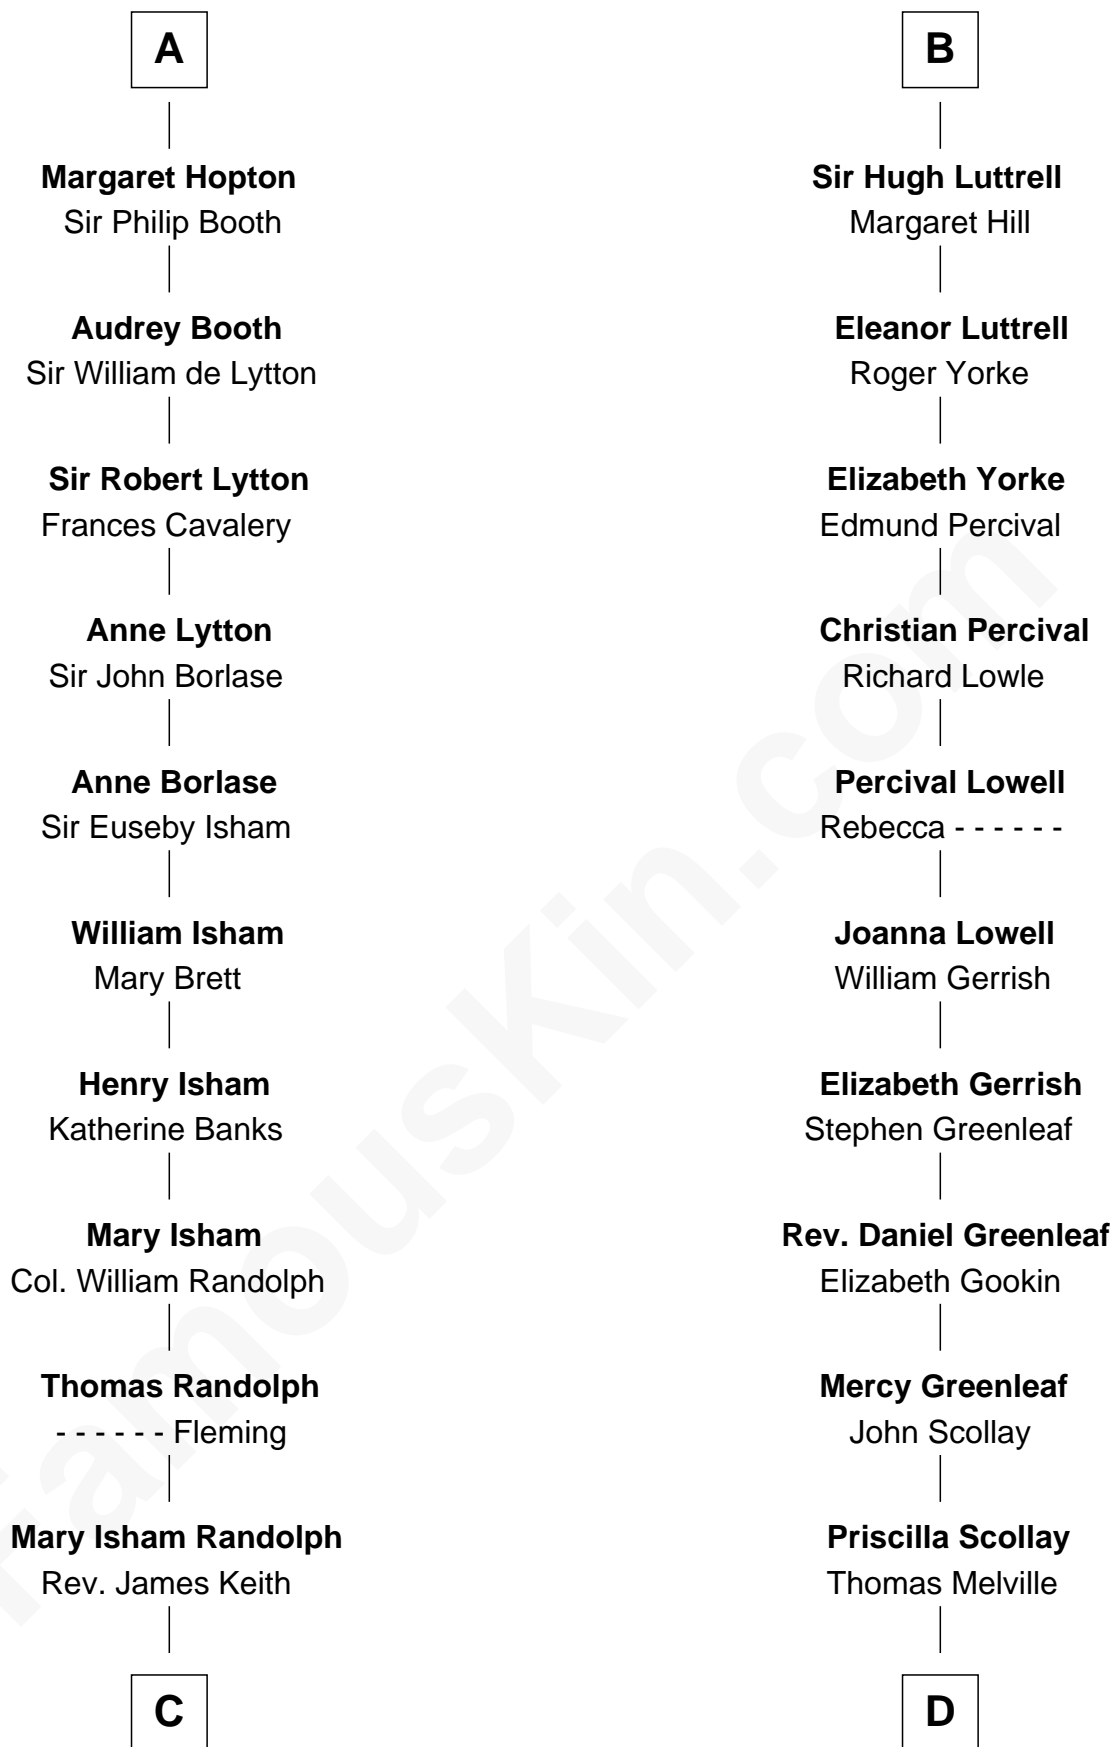 A
Margaret Hopton
Sir Philip Booth
Audrey Booth
Sir William de Lytton
Sir Robert Lytton
Frances Cavalery
Anne Lytton
Sir John Borlase
Anne Borlase
Sir Euseby Isham
William Isham
Mary Brett
Henry Isham
Katherine Banks
Mary Isham
Col. William Randolph
Thomas Randolph
- - - - - - Fleming
Mary Isham Randolph
Rev. James Keith
C
B
Sir Hugh Luttrell
Margaret Hill
Eleanor Luttrell
Roger Yorke
Elizabeth Yorke
Edmund Percival
Christian Percival
Richard Lowle
Percival Lowell
Rebecca - - - - - -
Joanna Lowell
William Gerrish
Elizabeth Gerrish
Stephen Greenleaf
Rev. Daniel Greenleaf
Elizabeth Gookin
Mercy Greenleaf
John Scollay
Priscilla Scollay
Thomas Melville
D
FamousKin.com